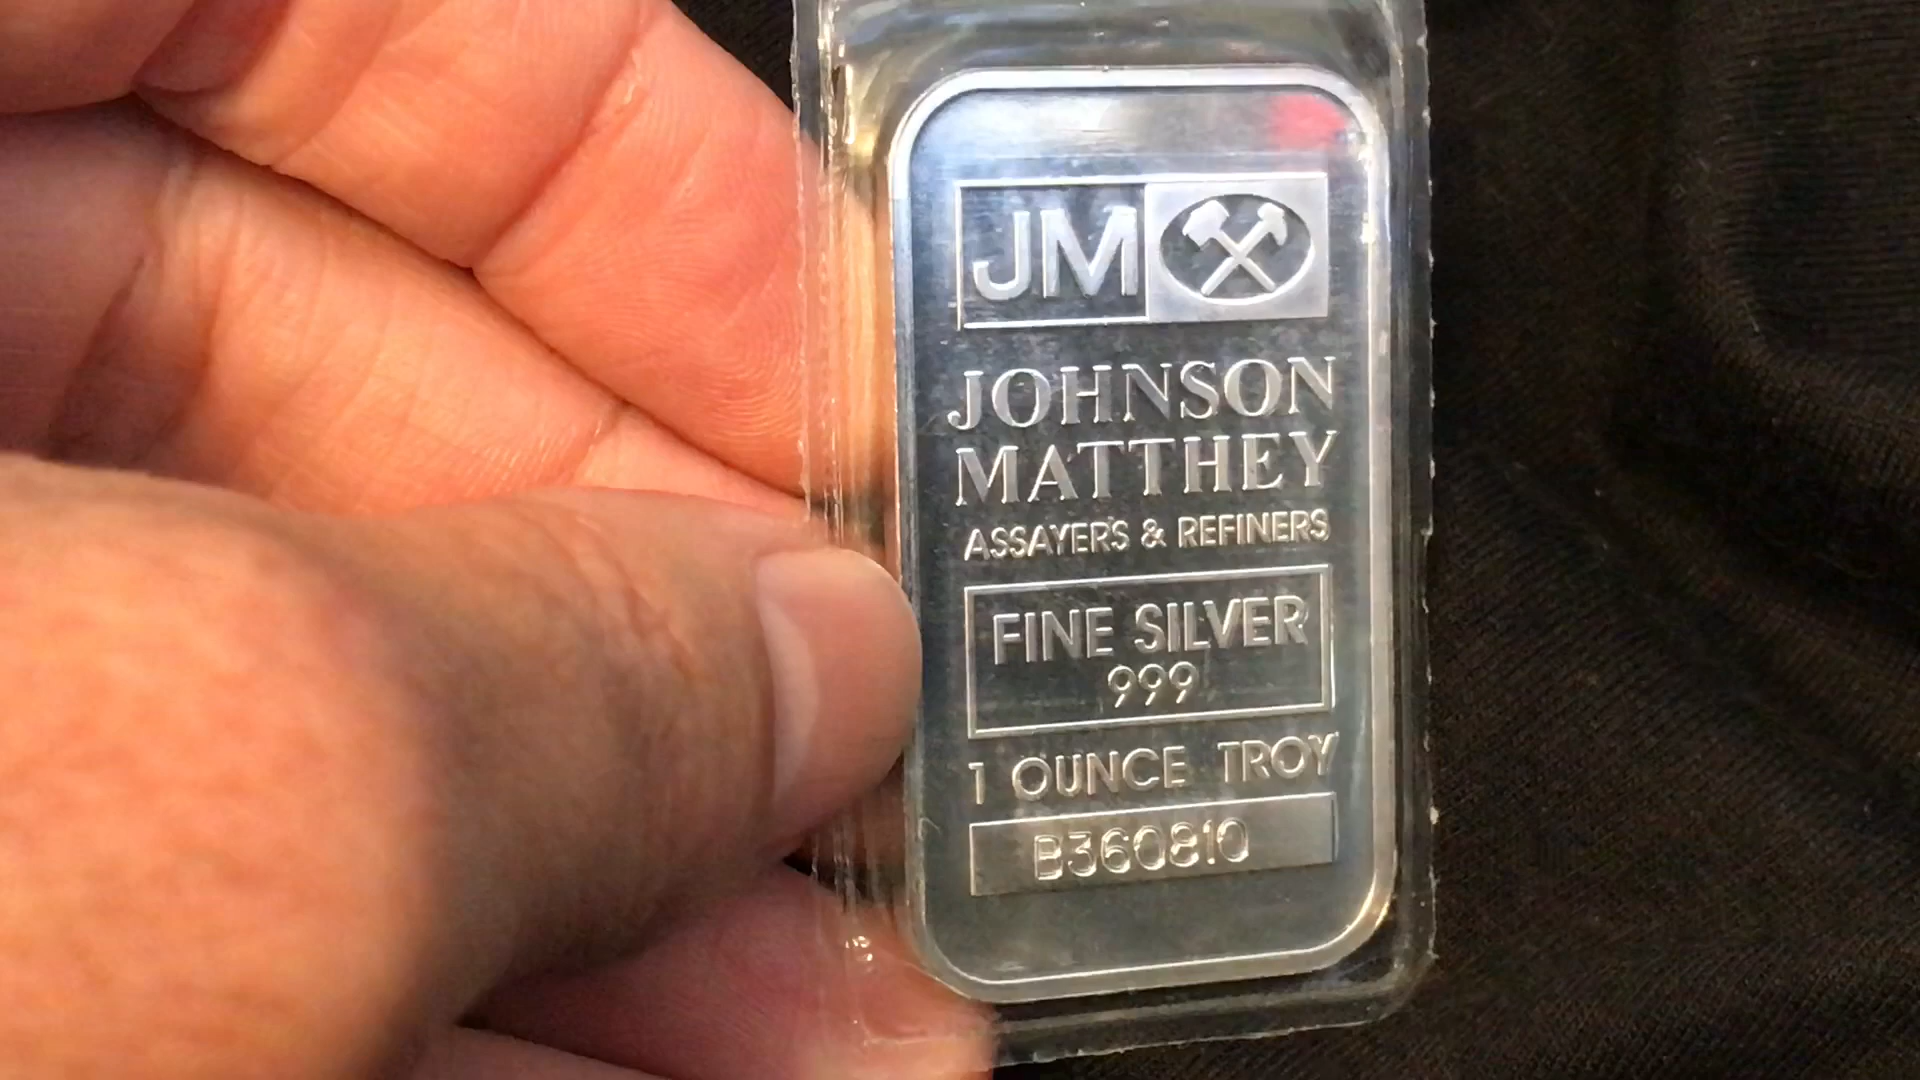 JM
JOHNSON
MATTHEY
ASSAYERS & REFINERS
FINE SILVER
999
1 OUNCE TROY
B360810